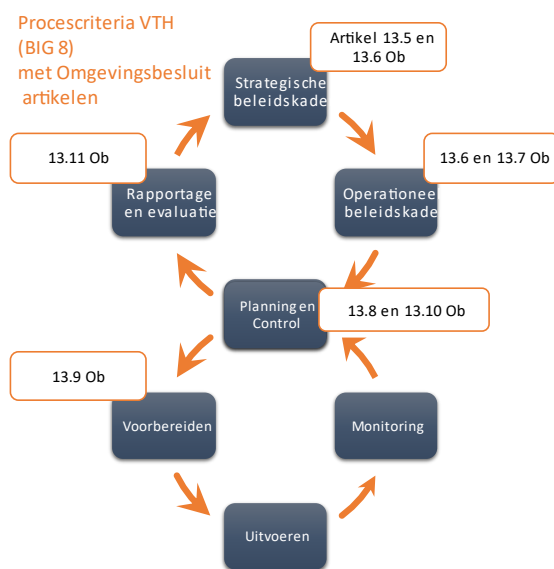 Procescriteria VTH
(BIG 8)
met Omgevingsbesluit
artikelen
Artikel 13.5 en
13.6 Ob
Strategische
beleidskade
13.11 Ob
13.6 en 13.7 Ob
Rapportage
en evaluatie
Operationee
beleidskade
Planning en
Control
13.8 en 13.10 Ob
13.9 Ob
Voorbereiden
Monitoring
Uitvoeren